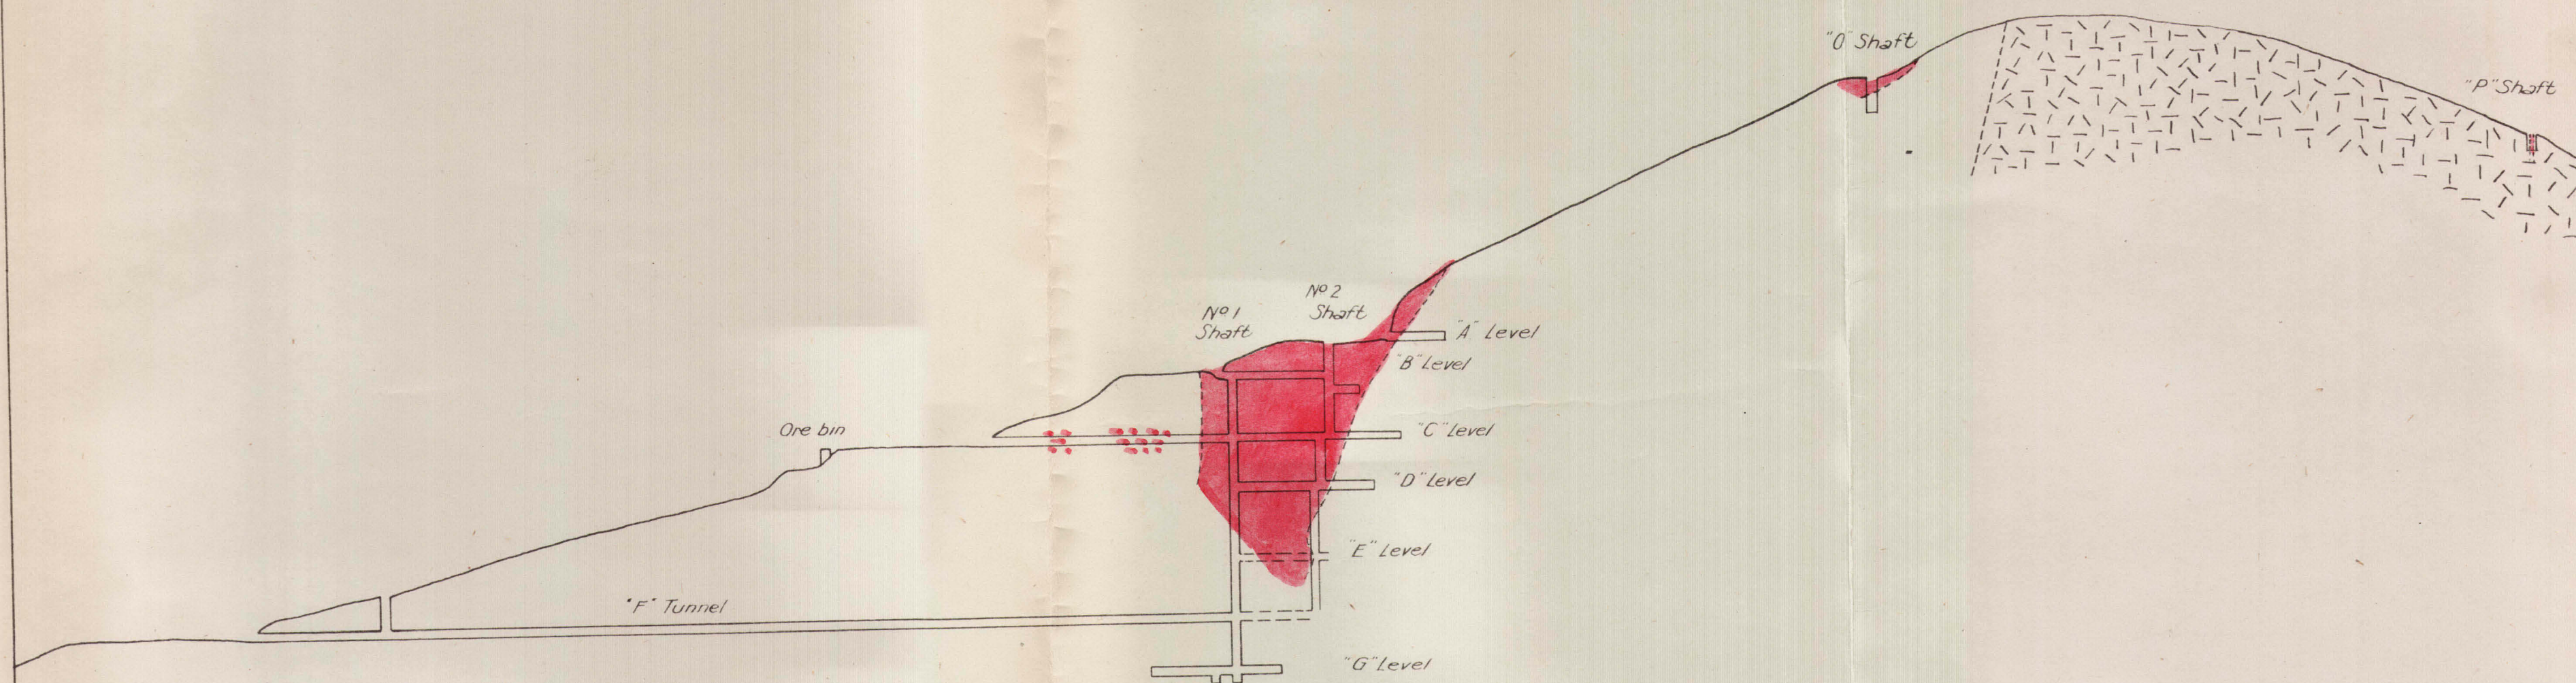 "O" Shaft
"P" Shaft
Nº 2
Shaft
Nº 1
Shaft
"A" Level
"B" Level
Ore bin
"C" Level
"D" Level
"E" Level
"F" Tunnel
"G" Level